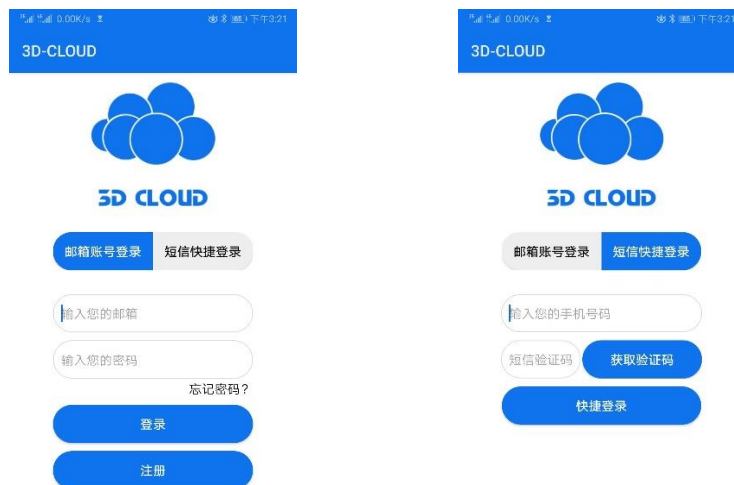 0.00K/s
下午3:21
3D-CLOUD
3D CLOUD
邮箱账号登录 短信快捷登录
输入您的邮箱
输入您的密码
忘记密码?
登录
注册
0.00K/s
下午3:21
3D-CLOUD
3D CLOUD
邮箱账号登录 短信快捷登录
输入您的手机号码
短信验证码 获取验证码
快捷登录